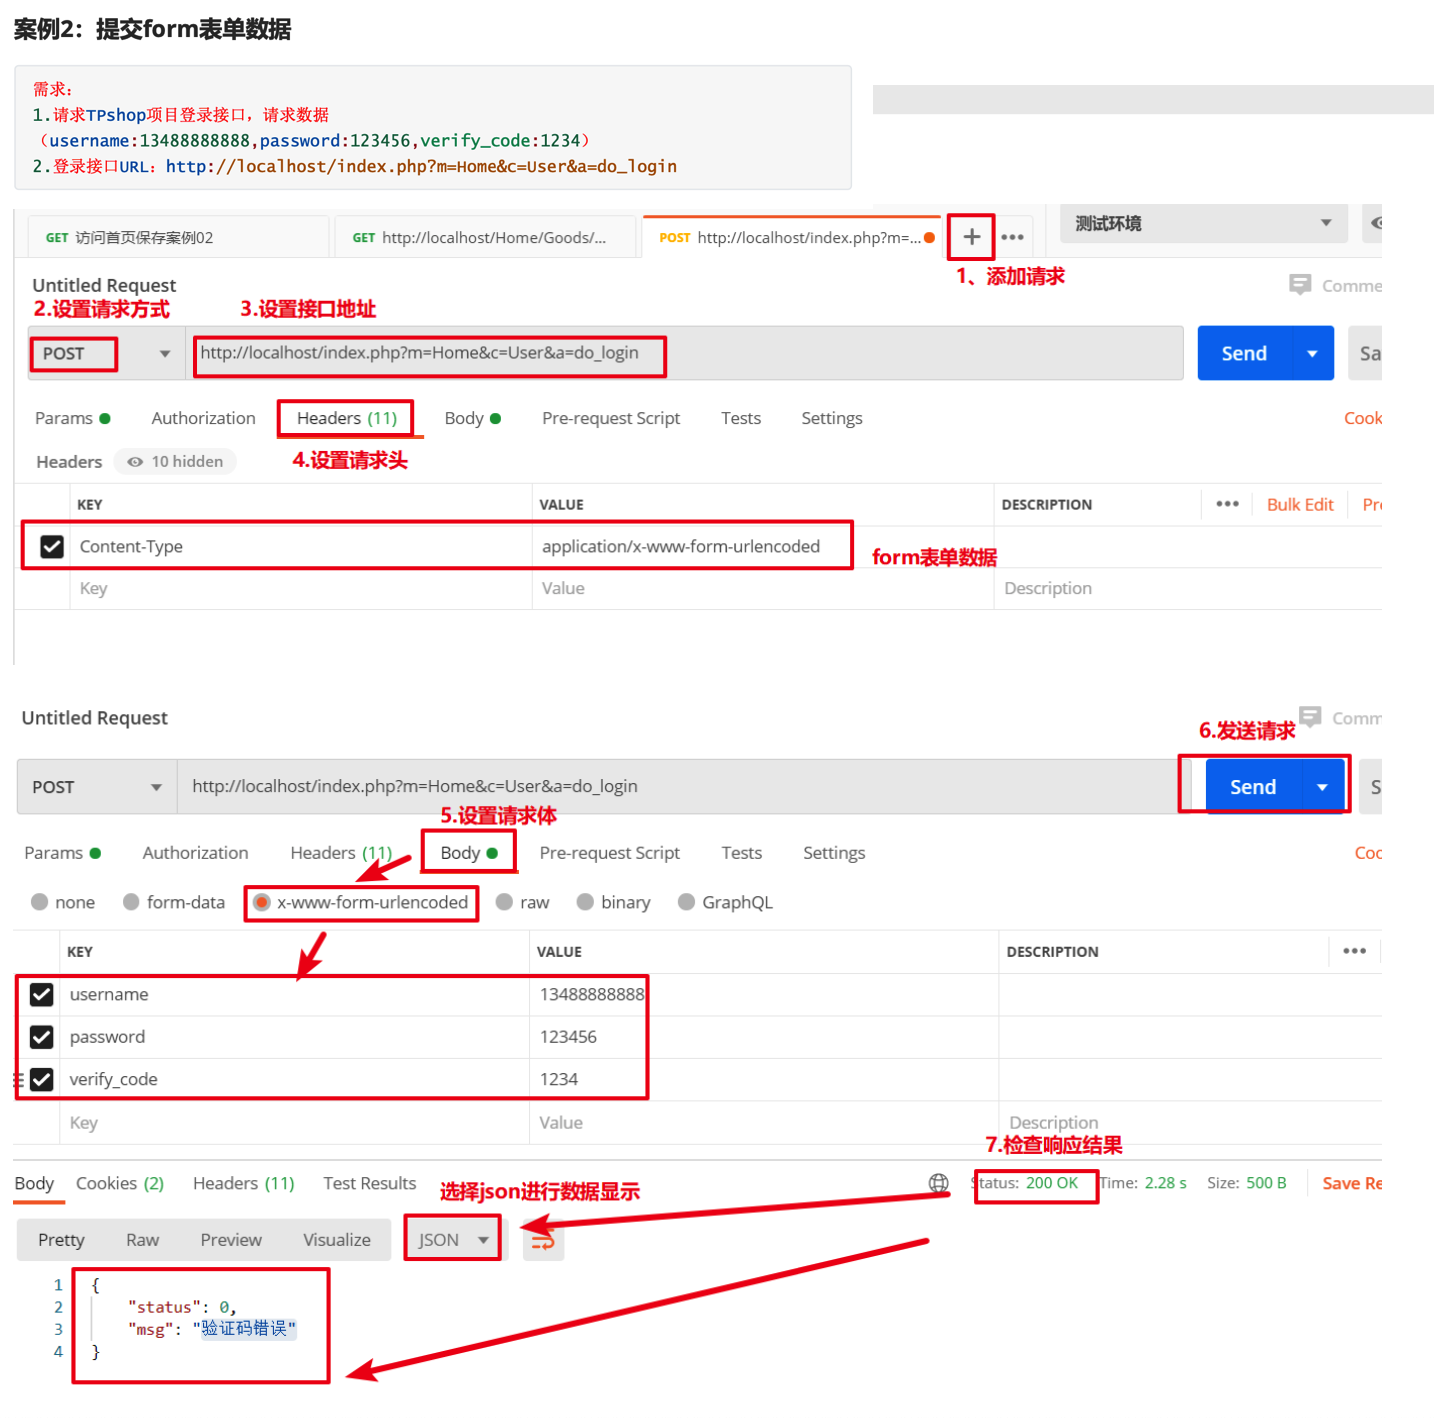 案例2：提交form表单数据
需求：
1.请求TPshop项目登录接口，请求数据
（username:13488888888,password:123456,verify_code:1234）
2.登录接口URL：http://localhost/index.php?m=Home&c=User&a=do_login
GET 访问首页保存案例02
GET http://localhost/Home/Goods/...
POST http://localhost/index.php?m=...
+
•••
测试环境
1、添加请求
Untitled Request
Comme
2.设置请求方式
3.设置接口地址
POST
http://localhost/index.php?m=Home&c=User&a=do_login
Send
Sa
Params
Authorization
Headers (11)
Body
Pre-request Script
Tests
Settings
Cook
4.设置请求头
Headers
10 hidden
KEY
VALUE
DESCRIPTION
•••
Bulk Edit
Pre
Content-Type
application/x-www-form-urlencoded
form表单数据
Key
Value
Description
Untitled Request
Comm
6.发送请求
POST
http://localhost/index.php?m=Home&c=User&a=do_login
Send
S
5.设置请求体
Params
Authorization
Headers (11)
Body
Pre-request Script
Tests
Settings
Coo
none
form-data
x-www-form-urlencoded
raw
binary
GraphQL
KEY
VALUE
DESCRIPTION
•••
username
13488888888
password
123456
verify_code
1234
Key
Value
Description
7.检查响应结果
Body
Cookies (2)
Headers (11)
Test Results
选择json进行数据显示
Status: 200 OK
Time: 2.28 s
Size: 500 B
Save Re
Pretty
Raw
Preview
Visualize
JSON
1 {
2 "status": 0,
3 "msg": "验证码错误"
4 }